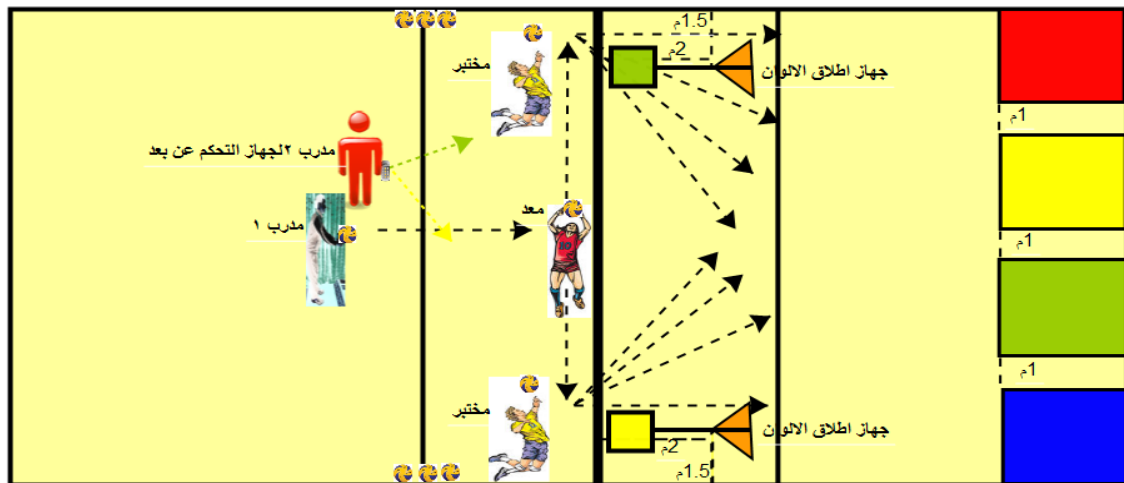 1.5م
2م
مختبر
جهاز اطلاق الالوان
1م
مدرب ٢لجهاز التحكم عن بعد
معد
مدرب ١
1م
1م
مختبر
جهاز اطلاق الالوان
2م
1.5م